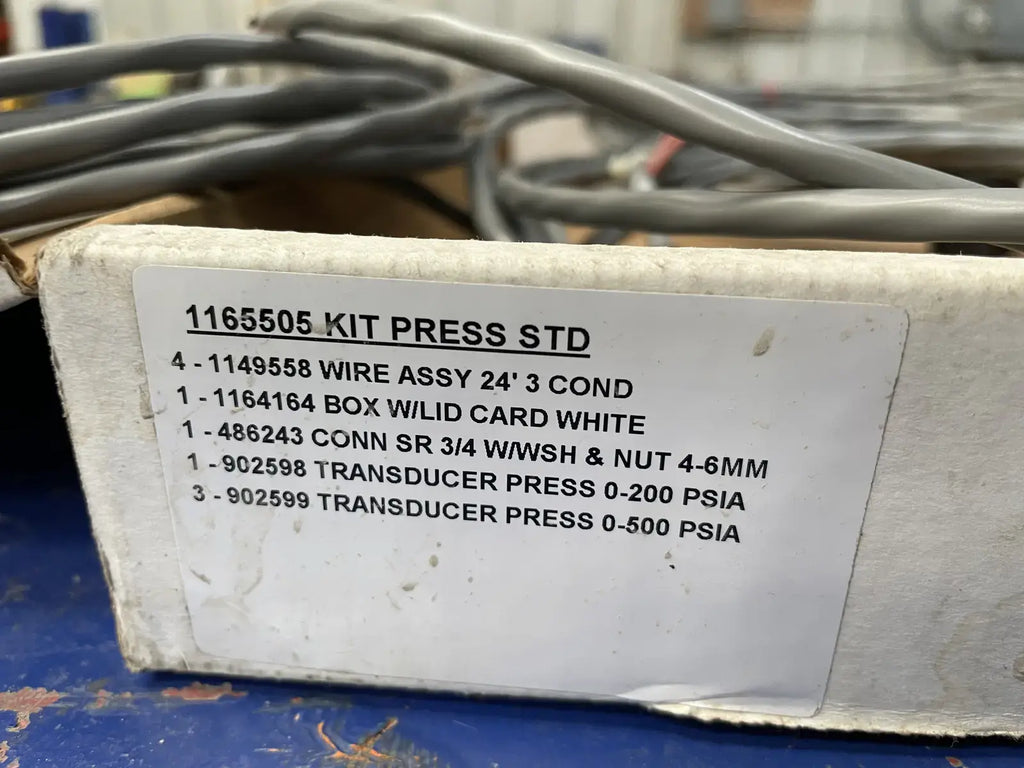 1165505 KIT PRESS STD
4 - 1149558 WIRE ASSY 24' 3 COND
1 - 1164164 BOX W/LID CARD WHITE
1 - 486243 CONN SR 3/4 W/WSH & NUT 4-6MM
1 - 902598 TRANSDUCER PRESS 0-200 PSIA
3 - 902599 TRANSDUCER PRESS 0-500 PSIA